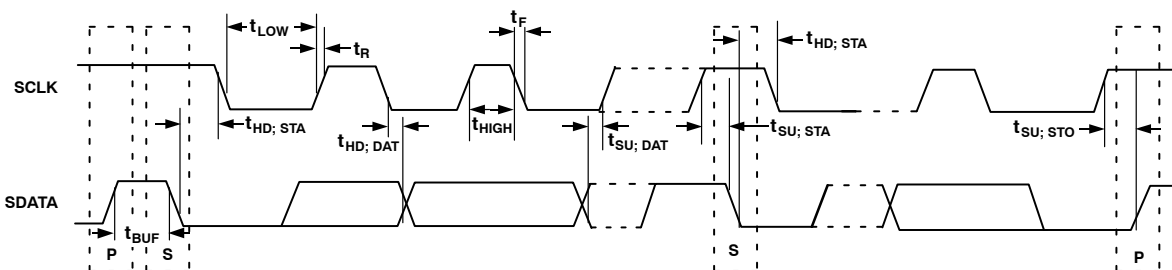 tLOW
tF
tR
tHD; STA
SCLK
tHD; STA
tHD; DAT
tHIGH
tSU; DAT
tSU; STA
tSU; STO
SDATA
tBUF
P
S
S
P